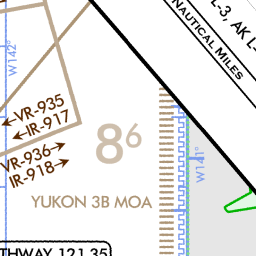 L-3, AK L-
NAUTICAL MILES
W142°
VR-935
IR-917
8⁶
VR-936
IR-918
W141°
YUKON 3B MOA
THWAY 121.35